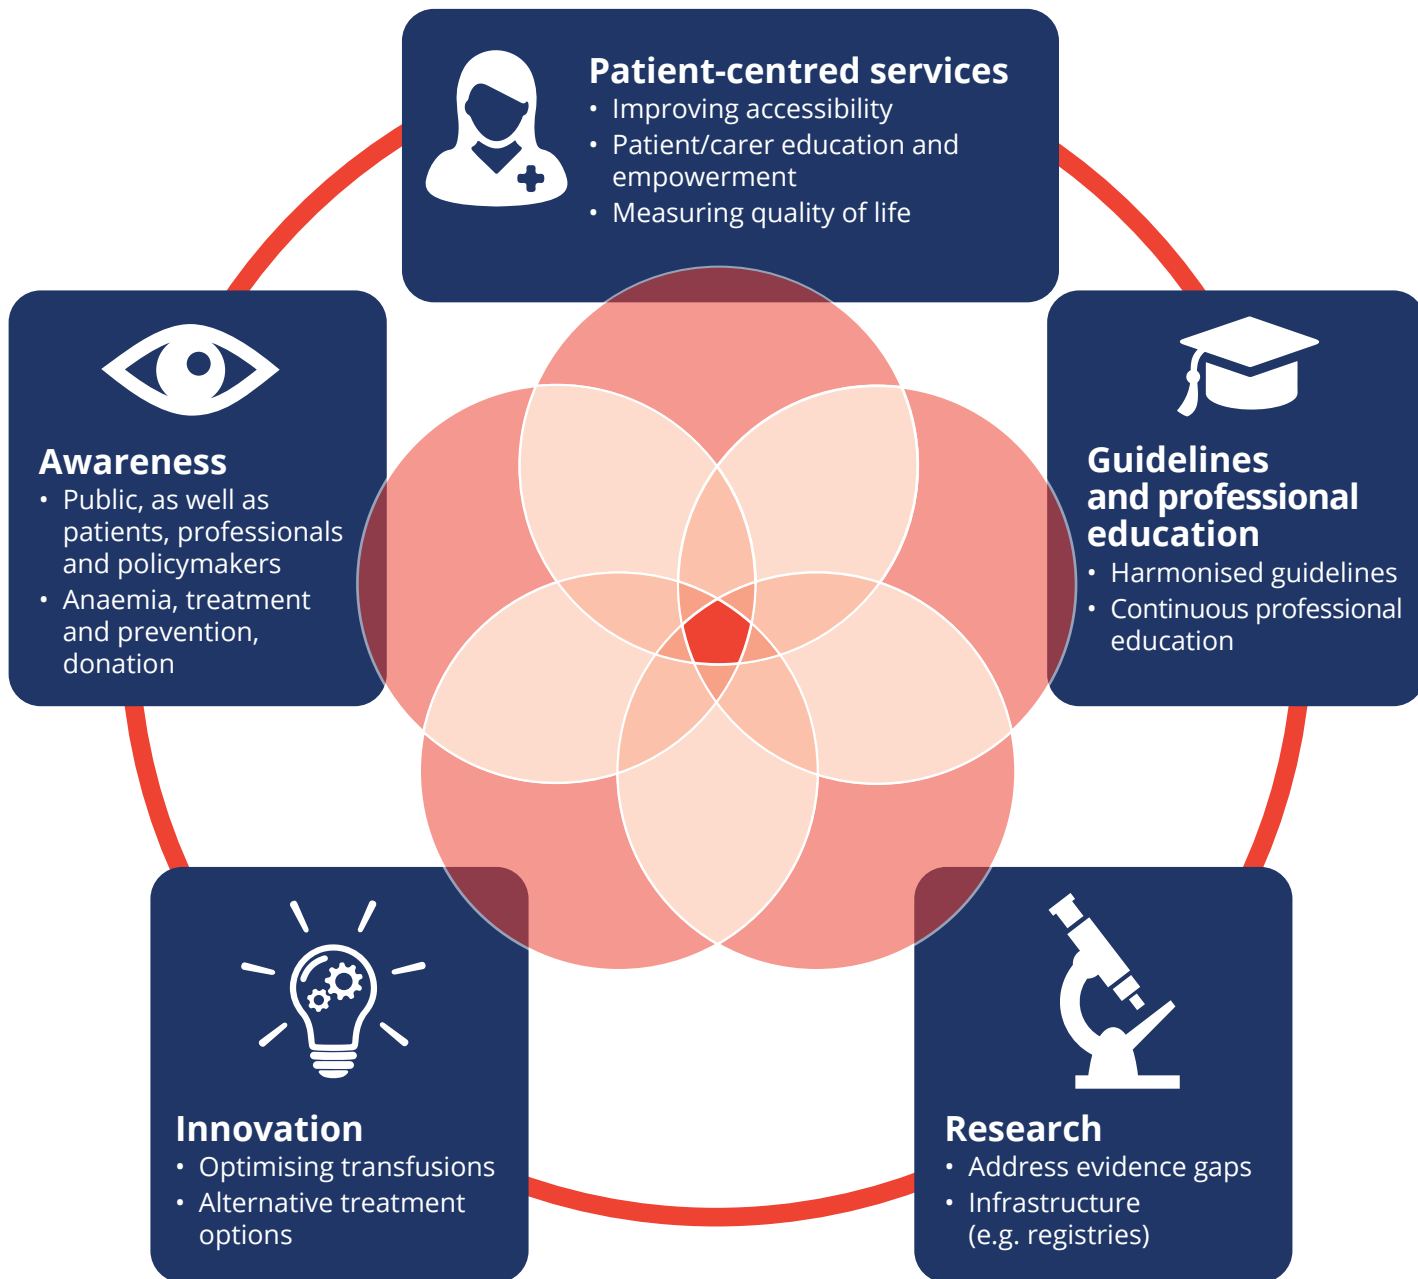 Patient-centred services
• Improving accessibility
• Patient/carer education and
empowerment
• Measuring quality of life
Awareness
• Public, as well as
patients, professionals
and policymakers
• Anaemia, treatment
and prevention,
donation
Guidelines
and professional
education
• Harmonised guidelines
• Continuous professional
education
Innovation
• Optimising transfusions
• Alternative treatment
options
Research
• Address evidence gaps
• Infrastructure
(e.g. registries)